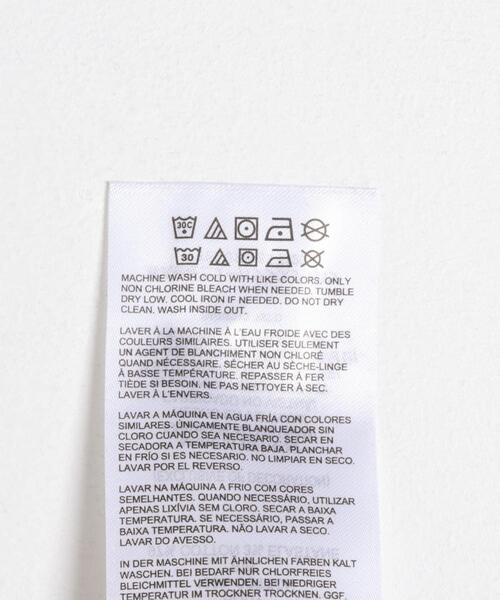 30C
30
MACHINE WASH COLD WITH LIKE COLORS. ONLY
NON CHLORINE BLEACH WHEN NEEDED. TUMBLE
DRY LOW. COOL IRON IF NEEDED. DO NOT DRY
CLEAN. WASH INSIDE OUT.
LAVER À LA MACHINE À L'EAU FROIDE AVEC DES
COULEURS SIMILAIRES. UTILISER SEULEMENT
UN AGENT DE BLANCHIMENT NON CHLORÉ
QUAND NÉCESSAIRE. SÉCHER AU SÈCHE-LINGE
À BASSE TEMPÉRATURE. REPASSER À FER
TIÈDE SI BESOIN. NE PAS NETTOYER À SEC.
LAVER À L'ENVERS.
LAVAR A MÁQUINA EN AGUA FRÍA CON COLORES
SIMILARES. ÚNICAMENTE BLANQUEADOR SIN
CLORO CUANDO SEA NECESARIO. SECAR EN
SECADORA A TEMPERATURA BAJA. PLANCHAR
EN FRÍO SI ES NECESARIO. NO LIMPIAR EN SECO.
LAVAR POR EL REVERSO.
LAVAR NA MÁQUINA A FRIO COM CORES
SEMELHANTES. QUANDO NECESSÁRIO, UTILIZAR
APENAS LIXÍVIA SEM CLORO. SECAR A BAIXA
TEMPERATURA. SE NECESSÁRIO, PASSAR A
BAIXA TEMPERATURA. NÃO LAVAR A SECO.
LAVAR DO AVESSO.
IN DER MASCHINE MIT ÄHNLICHEN FARBEN KALT
WASCHEN. BEI BEDARF NUR CHLORFREIES
BLEICHMITTEL VERWENDEN. BEI NIEDRIGER
TEMPERATUR IM TROCKNER TROCKNEN. GGF.